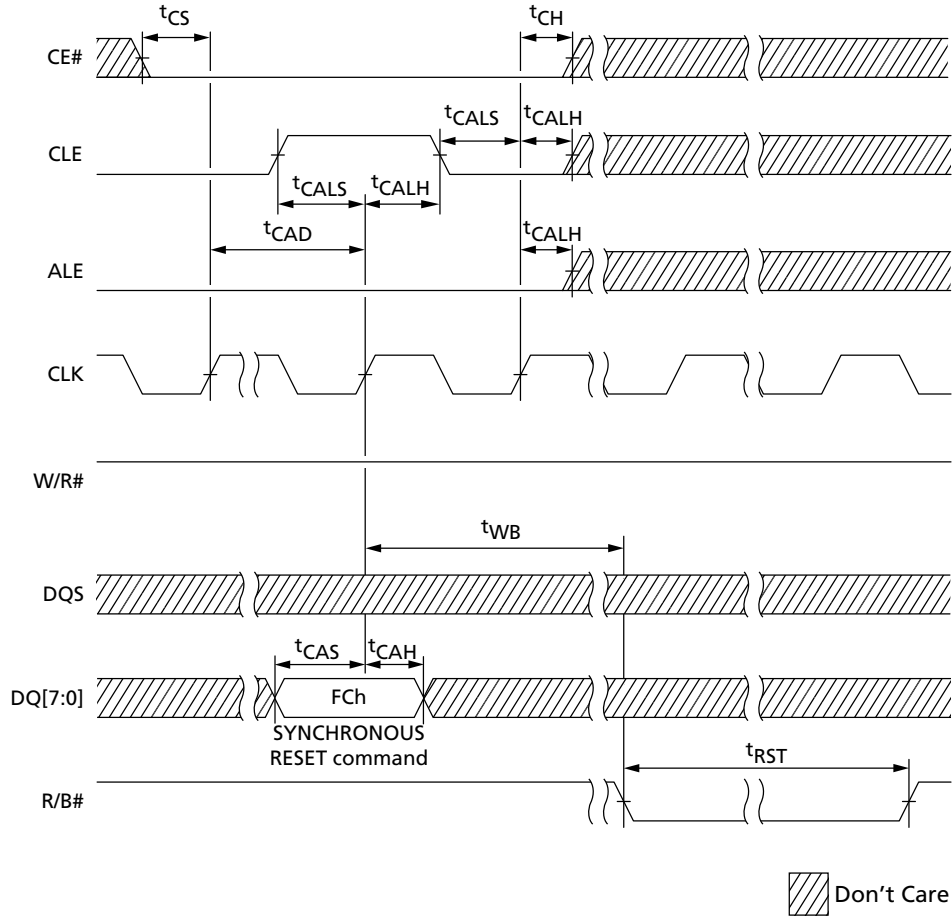 tCS
tCH
CE#
tCALS
tCALH
CLE
tCALS
tCALH
tCAD
tCALH
ALE
CLK
W/R#
tWB
DQS
tCAS
tCAH
DQ[7:0]
FCh
SYNCHRONOUS
RESET command
tRST
R/B#
Don't Care